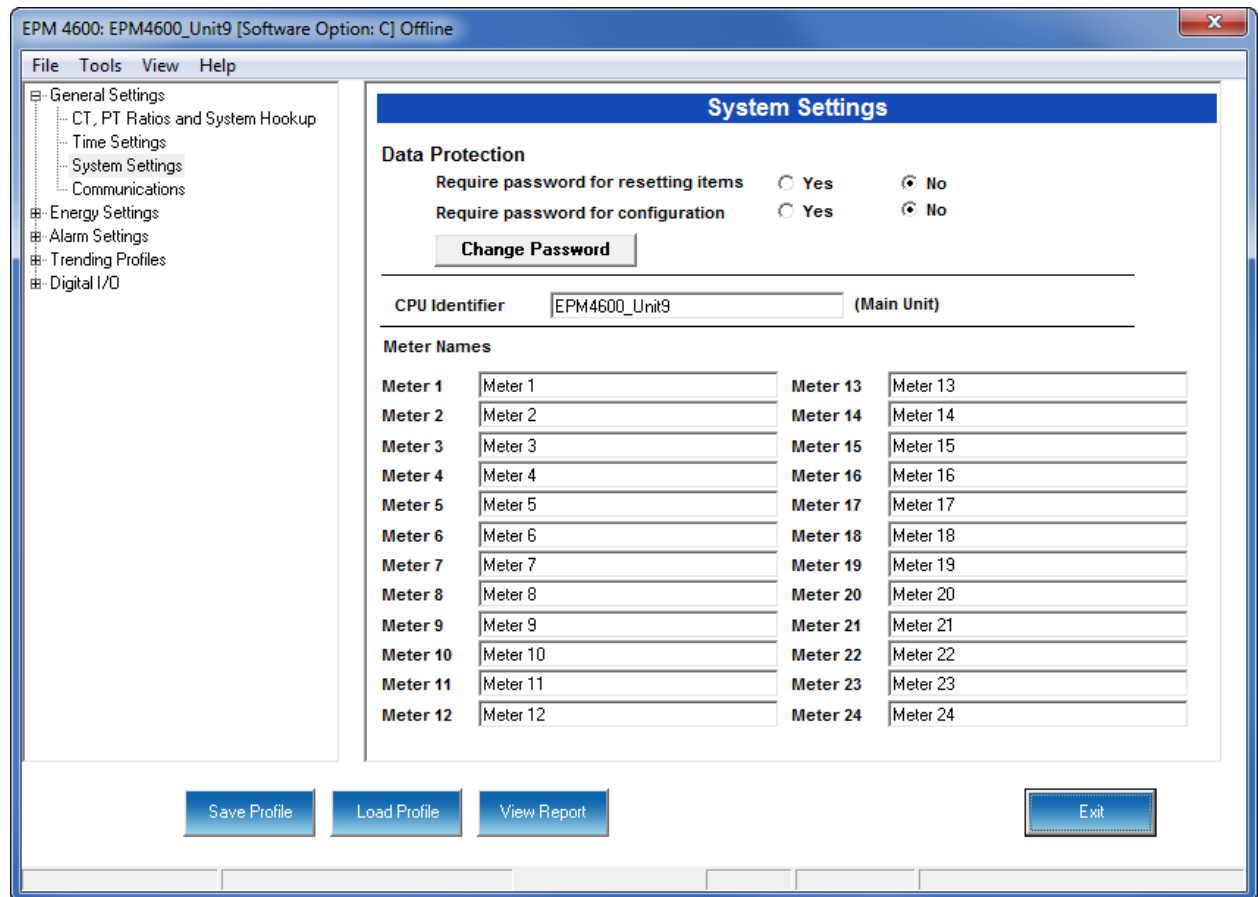 EPM 4600: EPM4600_Unit9 [Software Option: C] Offline
File Tools View Help
General Settings
CT, PT Ratios and System Hookup
Time Settings
System Settings
Communications
Energy Settings
Alarm Settings
Trending Profiles
Digital I/O
System Settings
Data Protection
Require password for resetting items Yes No
Require password for configuration Yes No
Change Password
CPU Identifier EPM4600_Unit9 (Main Unit)
Meter Names
Meter 1 Meter 1 Meter 13 Meter 13
Meter 2 Meter 2 Meter 14 Meter 14
Meter 3 Meter 3 Meter 15 Meter 15
Meter 4 Meter 4 Meter 16 Meter 16
Meter 5 Meter 5 Meter 17 Meter 17
Meter 6 Meter 6 Meter 18 Meter 18
Meter 7 Meter 7 Meter 19 Meter 19
Meter 8 Meter 8 Meter 20 Meter 20
Meter 9 Meter 9 Meter 21 Meter 21
Meter 10 Meter 10 Meter 22 Meter 22
Meter 11 Meter 11 Meter 23 Meter 23
Meter 12 Meter 12 Meter 24 Meter 24
Save Profile Load Profile View Report Exit